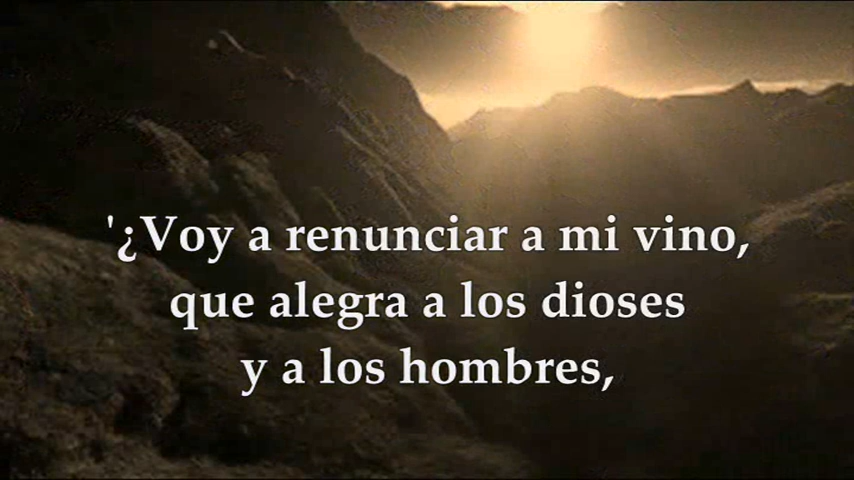 '¿Voy a renunciar a mi vino,
que alegra a los dioses
y a los hombres,